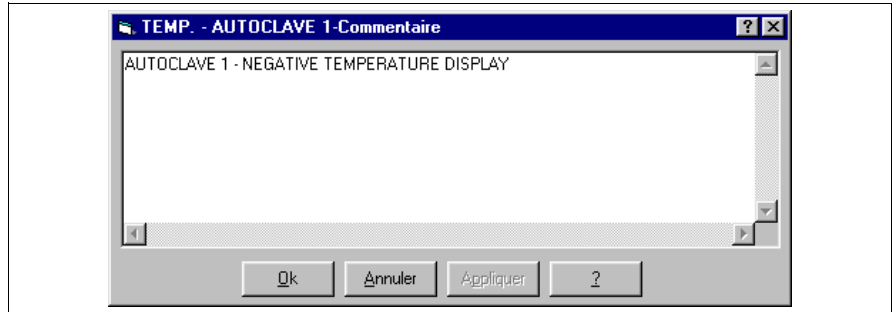 TEMP. - AUTOCLAVE 1-Commentaire
AUTOCLAVE 1 - NEGATIVE TEMPERATURE DISPLAY
Ok Annuler Appliquer ?